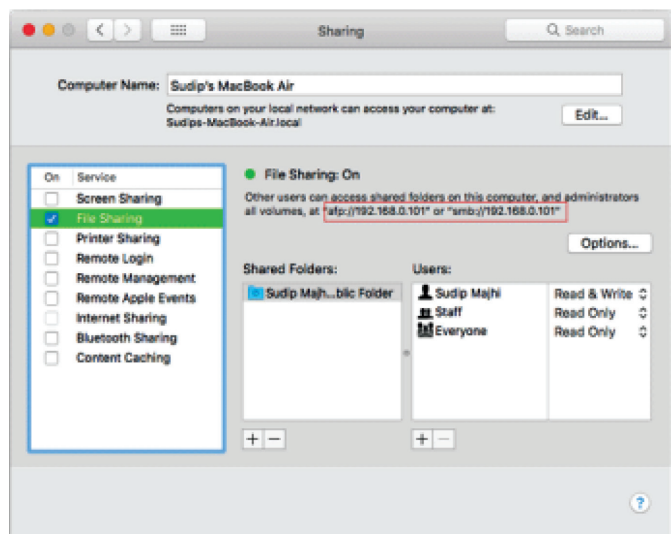 Sharing
Search
Computer Name: Sudip's MacBook Air
Computers on your local network can access your computer at:
Sudips-MacBook-Air.local
Edit...
On Service
Screen Sharing
File Sharing
Printer Sharing
Remote Login
Remote Management
Remote Apple Events
Internet Sharing
Bluetooth Sharing
Content Caching
File Sharing: On
Other users can access shared folders on this computer, and administrators
all volumes, at "afp://192.168.0.101" or "smb://192.168.0.101"
Options...
Shared Folders:
Sudip Majh...blic Folder
Users:
Sudip Majhi Read & Write
Staff Read Only
Everyone Read Only
+ −
+ −
?